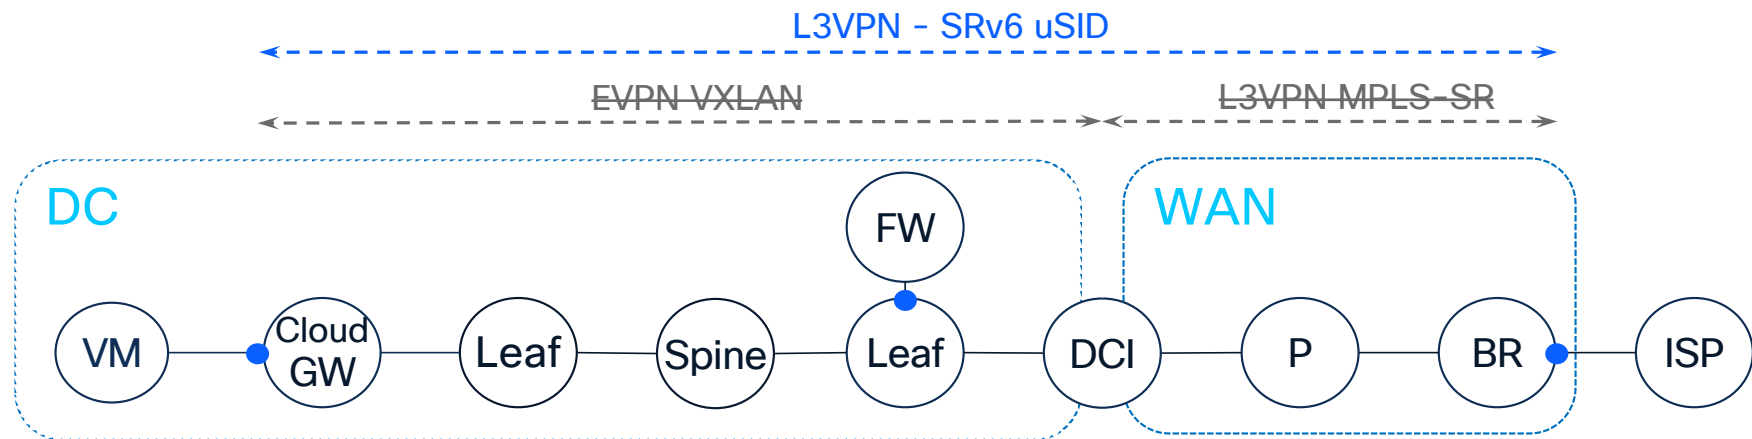 L3VPN - SRv6 uSID
EVPN VXLAN
L3VPN MPLS-SR
DC
WAN
FW
VM
Cloud
GW
Leaf
Spine
Leaf
DCI
P
BR
ISP